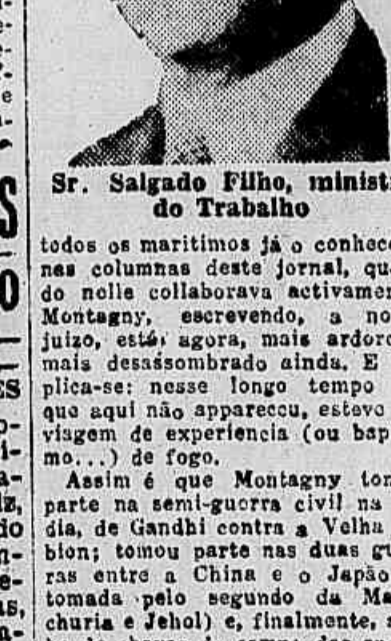 Sr. Salgado Filho, minist
do Trabalho
todos os maritimos já o conhece
nas columnas deste jornal, qu
do nelle collaborava activamen
Montagny, escrevendo, a no
juizo, está, agora, mais ardoro
mais desassombrado ainda. E
plica-se: nesse longo tempo
que aqui não appareceu, esteve
viagem de experiencia (ou bap
mo...) de fogo.
Assim é que Montagny tom
parte na semi-guerra civil na
dia, de Gandhi contra a Velha
bion; tomou parte nas duas gu
ras entre a China e o Japão
tomada pelo segundo da Ma
churia e Jehol) e, finalmente,